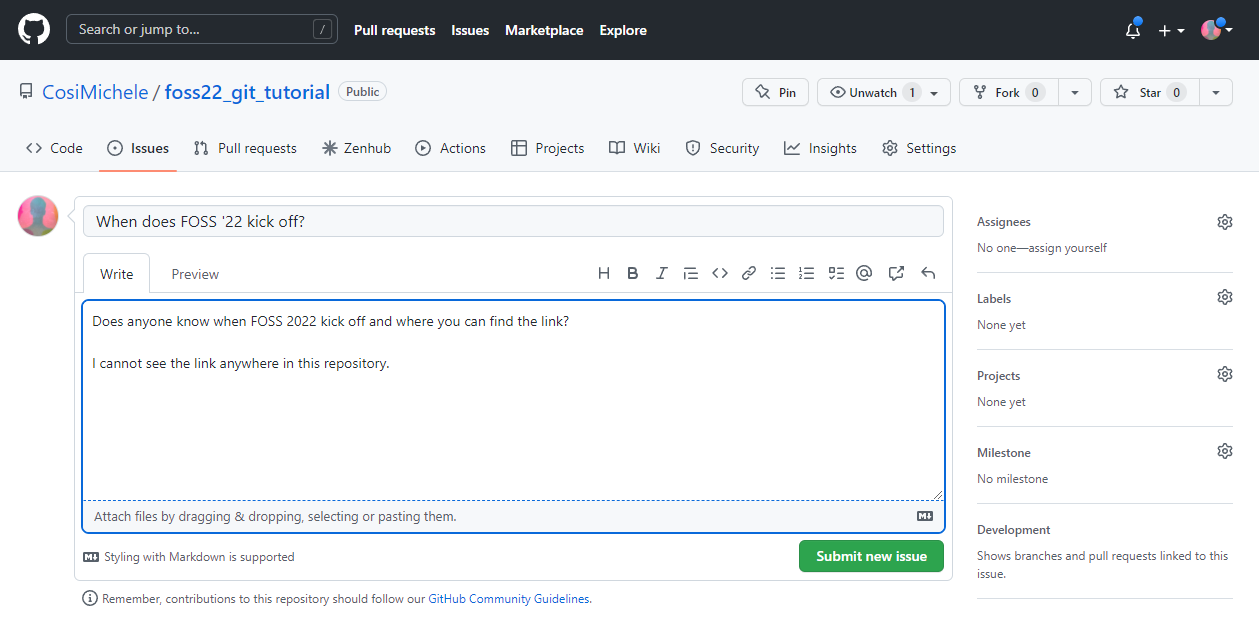 Search or jump to... /
Pull requests Issues Marketplace Explore
CosiMichele / foss22_git_tutorial Public
Pin Unwatch 1 Fork 0 Star 0
Code Issues Pull requests Zenhub Actions Projects Wiki Security Insights Settings
When does FOSS '22 kick off?
Write Preview
Does anyone know when FOSS 2022 kick off and where you can find the link?
I cannot see the link anywhere in this repository.
Attach files by dragging & dropping, selecting or pasting them.
Styling with Markdown is supported
Submit new issue
Remember, contributions to this repository should follow our GitHub Community Guidelines.
Assignees
No one—assign yourself
Labels
None yet
Projects
None yet
Milestone
No milestone
Development
Shows branches and pull requests linked to this
issue.